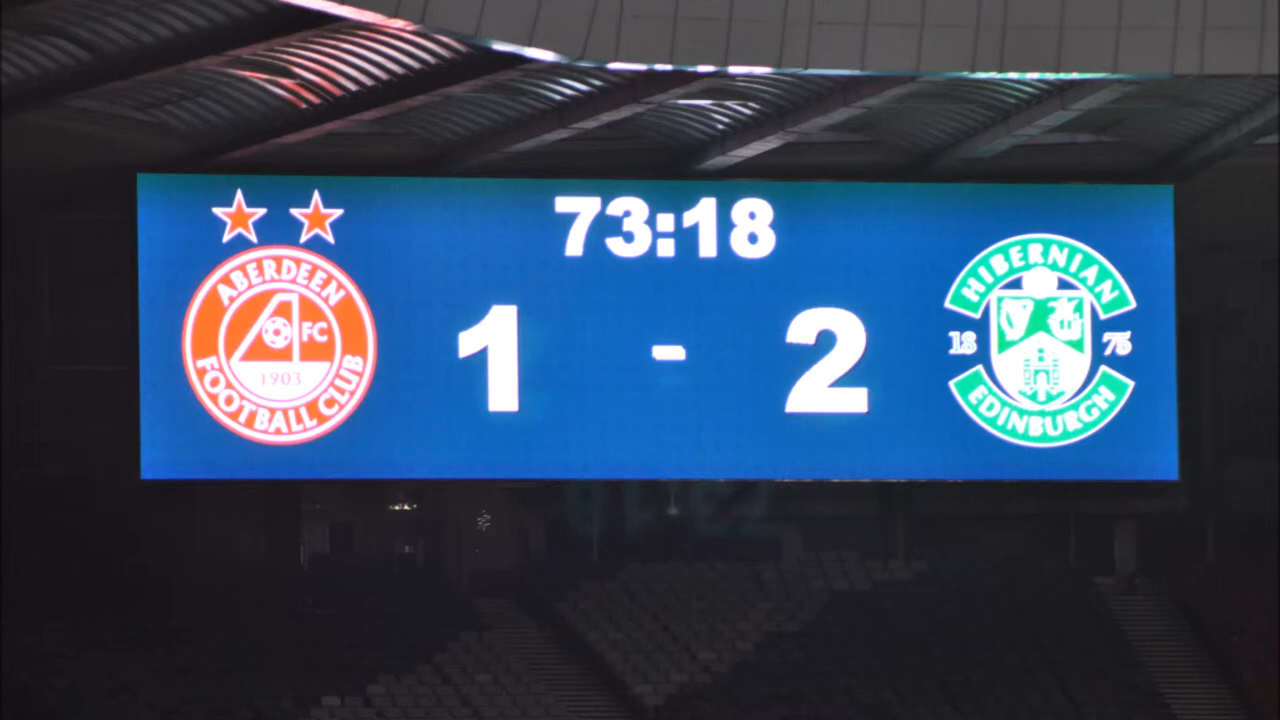 73:18
ABERDEEN
FC
1903
FOOTBALL CLUB
1 - 2
HIBERNIAN
18 75
EDINBURGH